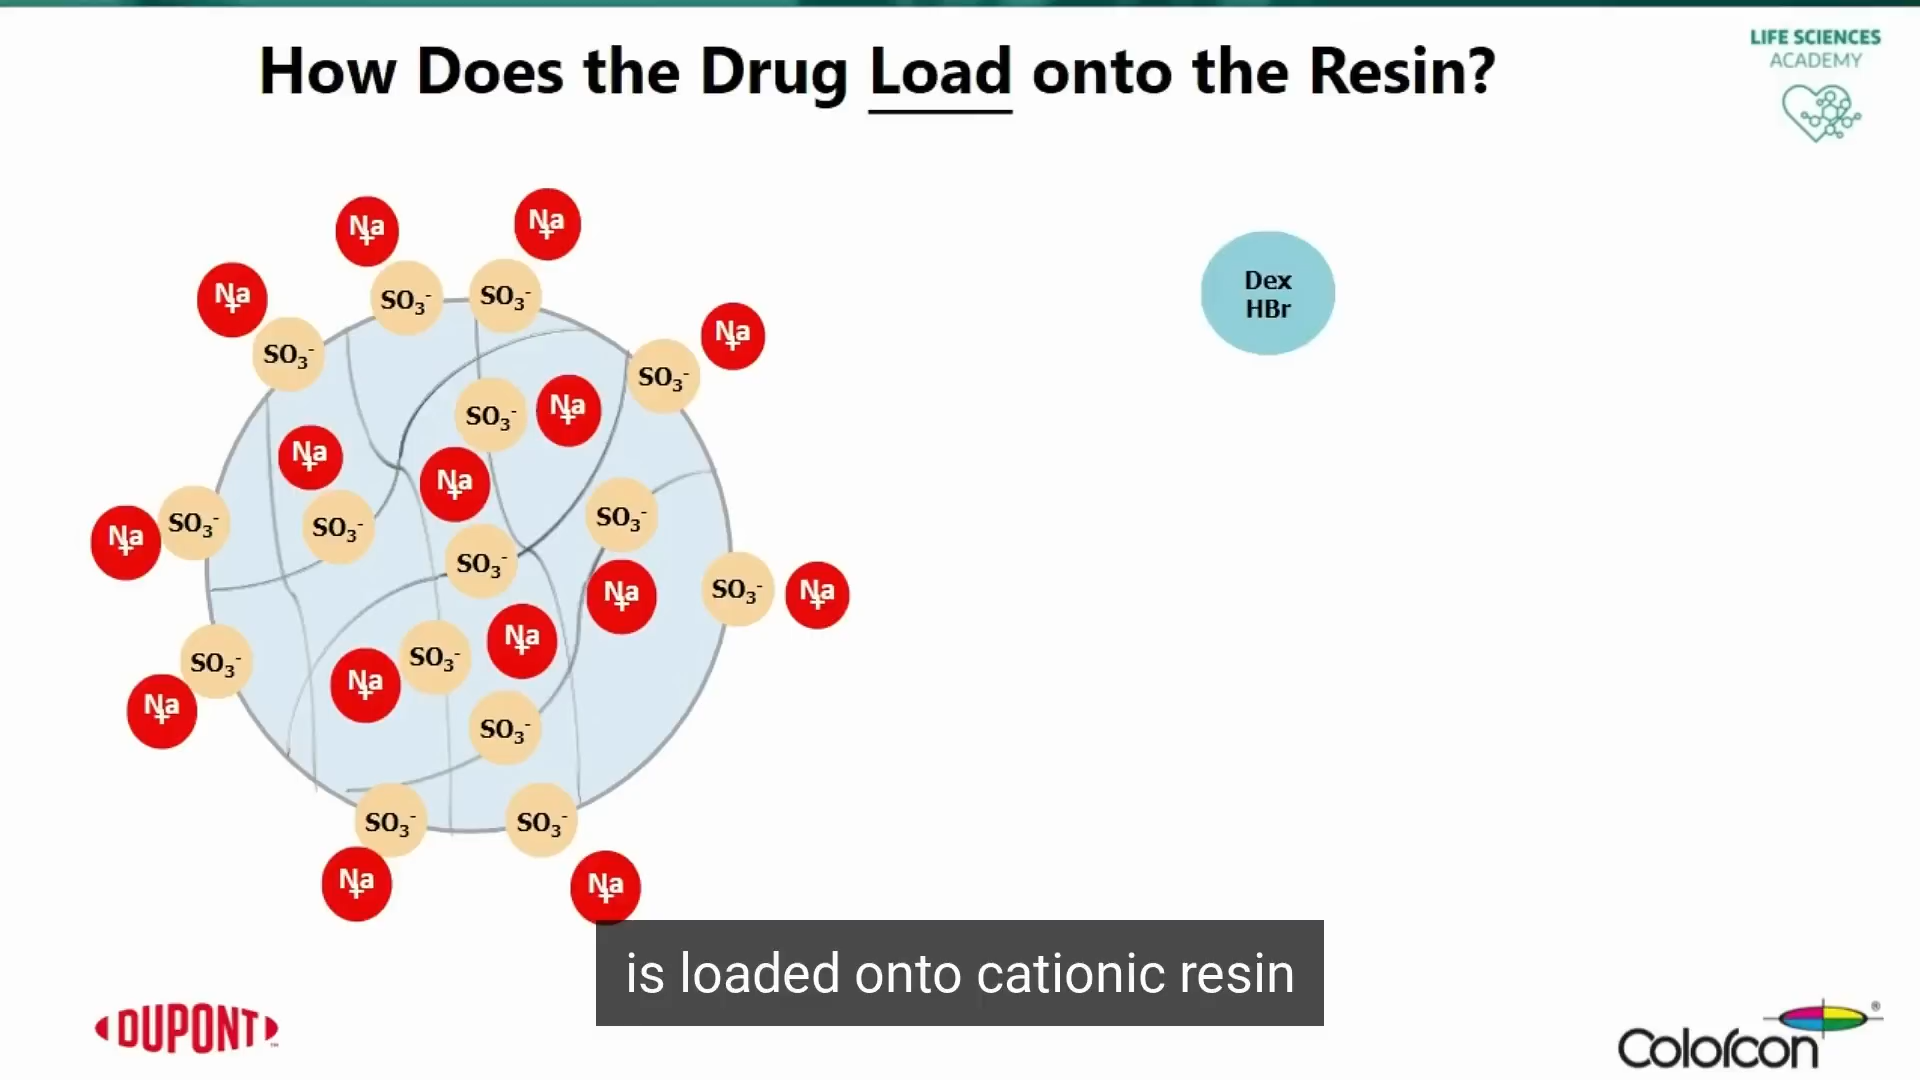 How Does the Drug Load onto the Resin?
LIFE SCIENCES
ACADEMY
Na+
Na+
Na+
SO3-
SO3-
Na+
SO3-
SO3-
SO3-
Na+
Na+
Na+
SO3-
Na+
SO3-
SO3-
SO3-
Na+
SO3-
Na+
SO3-
Na+
SO3-
Na+
SO3-
Na+
Na+
SO3-
SO3-
SO3-
Na+
Na+
Dex
HBr
is loaded onto cationic resin
DUPONT™
Colorcon®